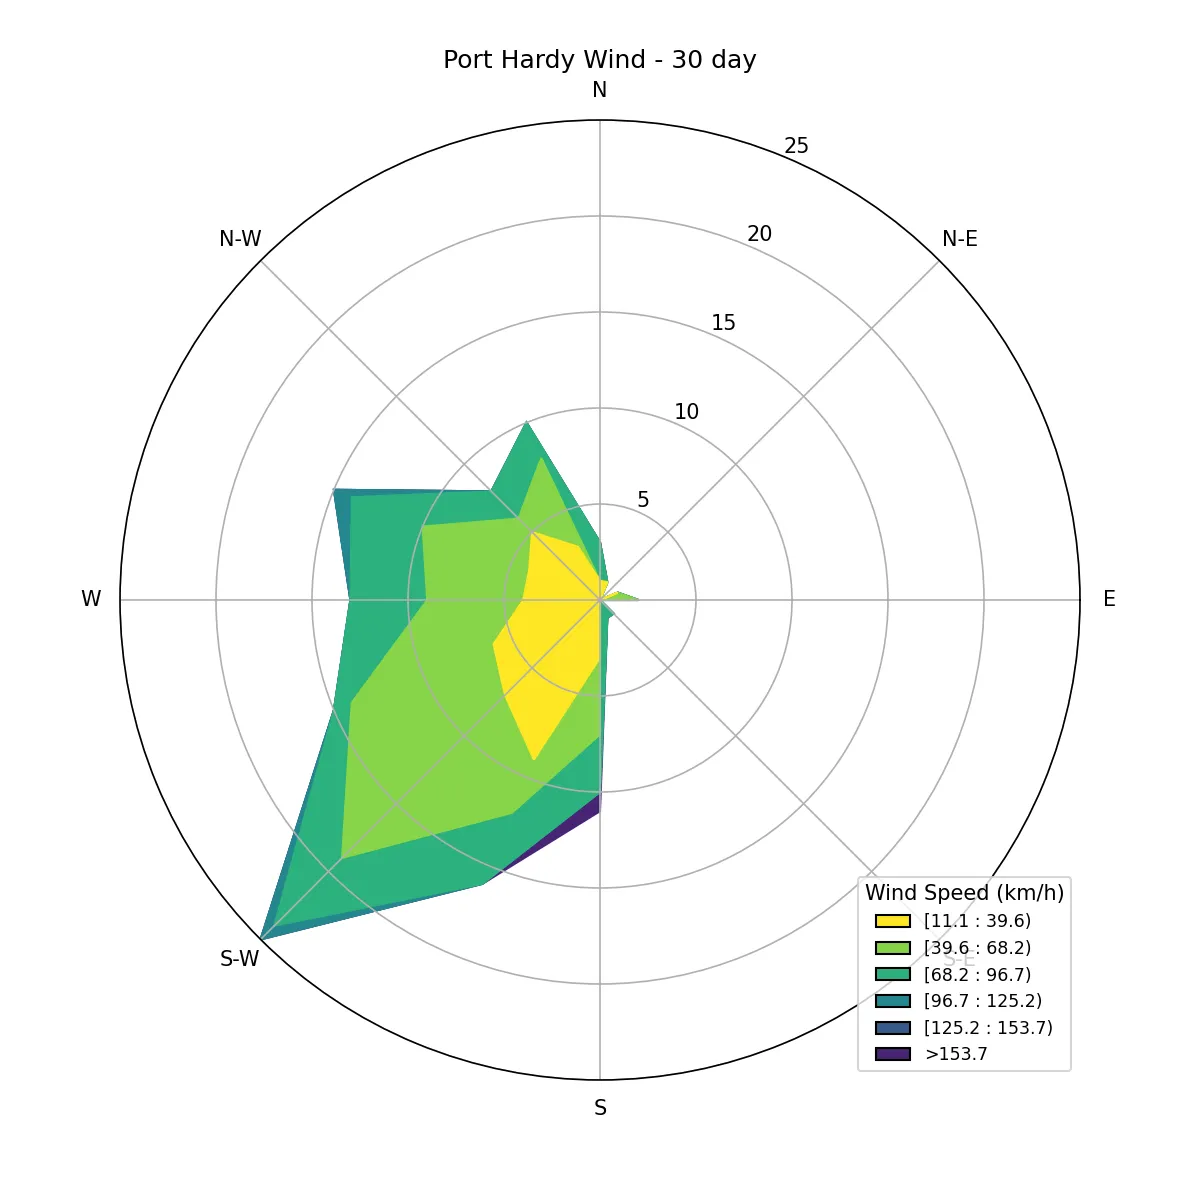 Port Hardy Wind - 30 day
N
25
N-W
20
N-E
15
10
5
W
E
S-W
S-E
S
Wind Speed (km/h)
[11.1 : 39.6)
[39.6 : 68.2)
[68.2 : 96.7)
[96.7 : 125.2)
[125.2 : 153.7)
>153.7